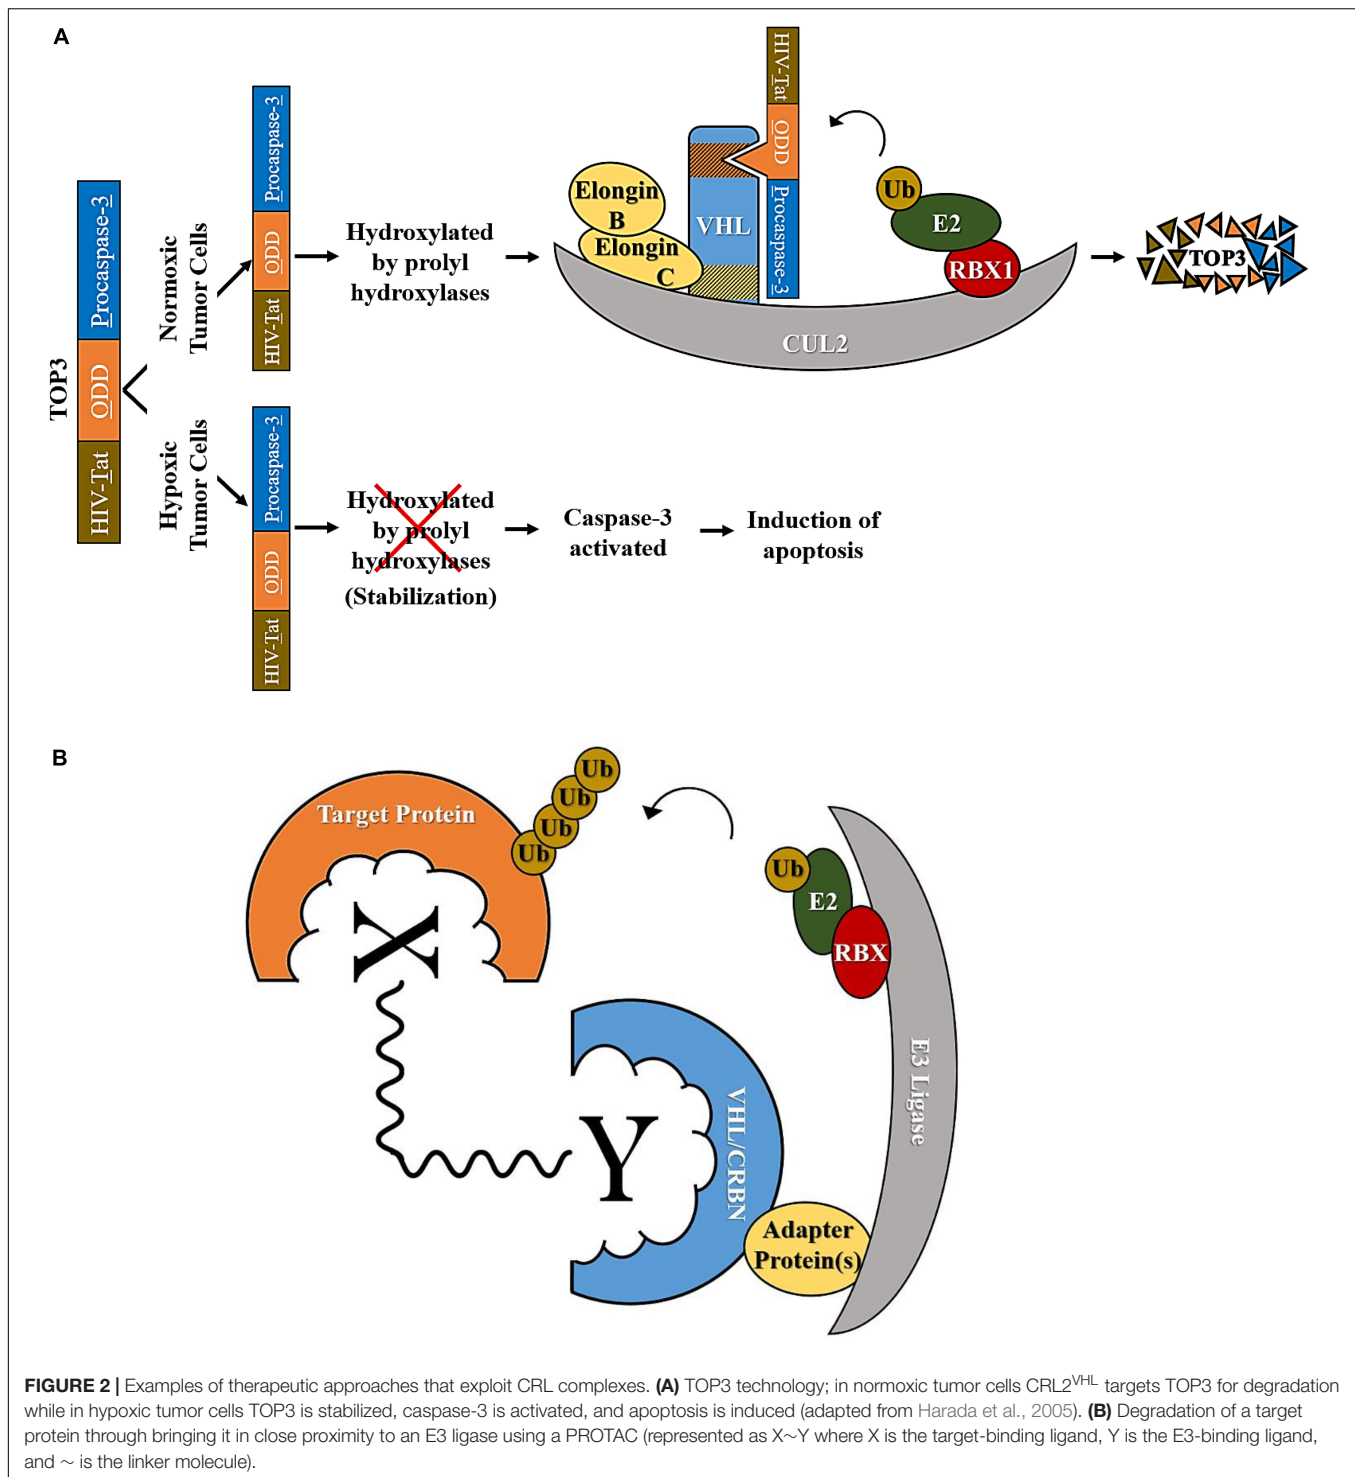 A
TOP3
Procaspase-3
ODD
HIV-Tat
Normoxic
Tumor Cells
Procaspase-3
ODD
HIV-Tat
Hydroxylated
by prolyl
hydroxylases
Elongin
B
Elongin
C
VHL
HIV-Tat
ODD
Procaspase-3
Ub
E2
RBX1
CUL2
TOP3
Hypoxic
Tumor Cells
Procaspase-3
ODD
HIV-Tat
Hydroxylated
by prolyl
hydroxylases
(Stabilization)
Caspase-3
activated
Induction of
apoptosis
B
Target Protein
Ub
Ub
Ub
Ub
X
Y
VHL/CRBN
Adapter
Protein(s)
Ub
E2
RBX
E3 Ligase
FIGURE 2 | Examples of therapeutic approaches that exploit CRL complexes. (A) TOP3 technology; in normoxic tumor cells CRL2VHL targets TOP3 for degradation
while in hypoxic tumor cells TOP3 is stabilized, caspase-3 is activated, and apoptosis is induced (adapted from Harada et al., 2005). (B) Degradation of a target
protein through bringing it in close proximity to an E3 ligase using a PROTAC (represented as X∼Y where X is the target-binding ligand, Y is the E3-binding ligand,
and ∼ is the linker molecule).